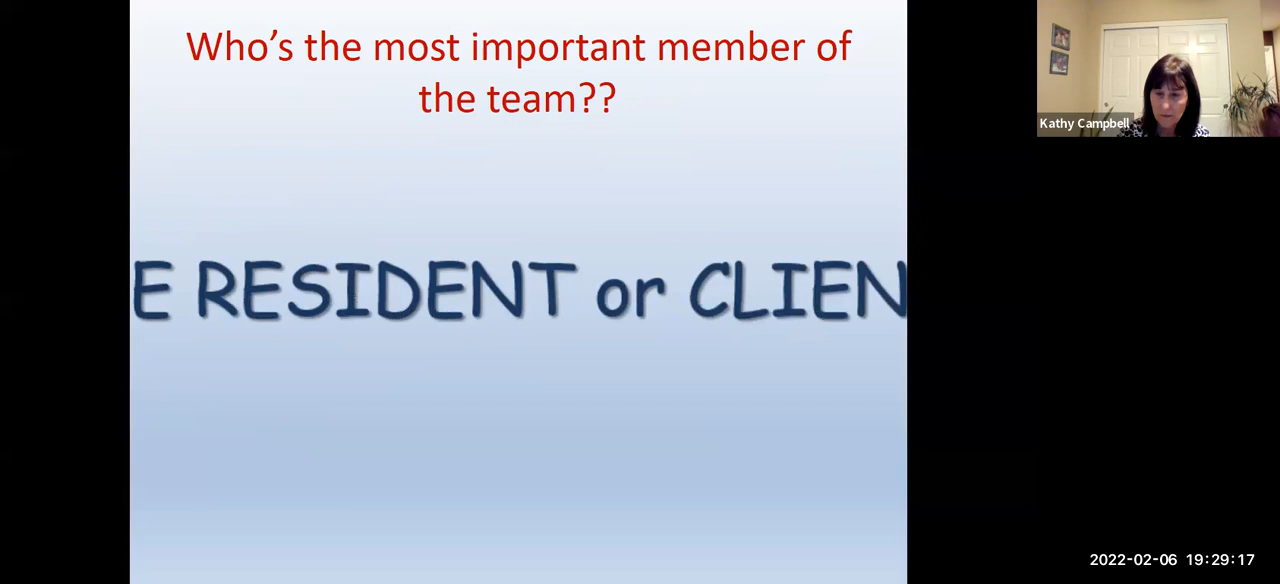 Who’s the most important member of
the team??
E RESIDENT or CLIEN
Kathy Campbell
2022-02-06 19:29:17